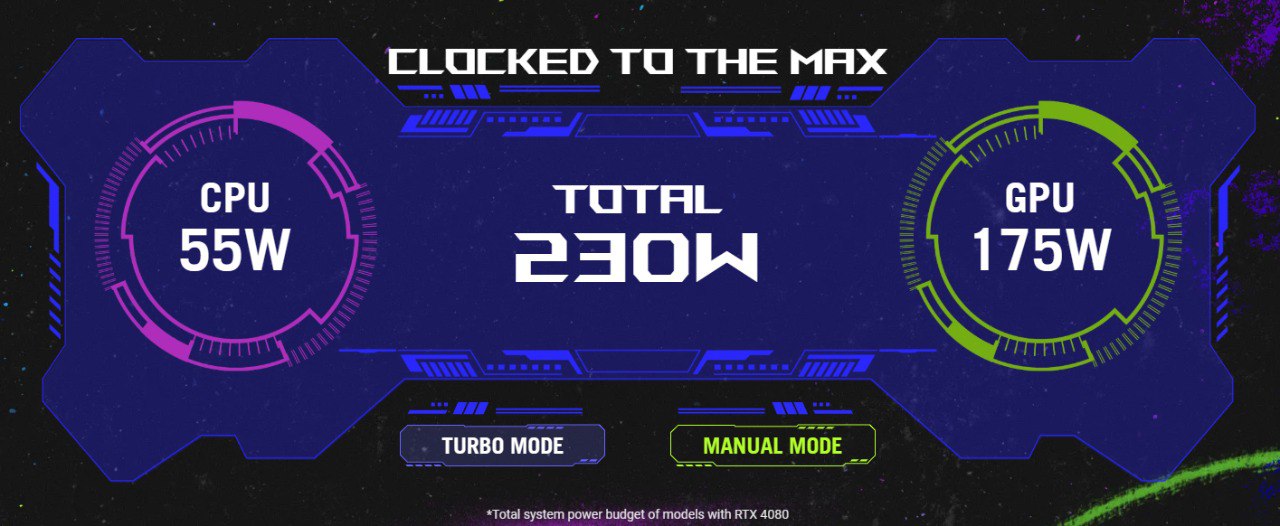 CLOCKED TO THE MAX
CPU
55W
TOTAL
230W
GPU
175W
TURBO MODE
MANUAL MODE
*Total system power budget of models with RTX 4080